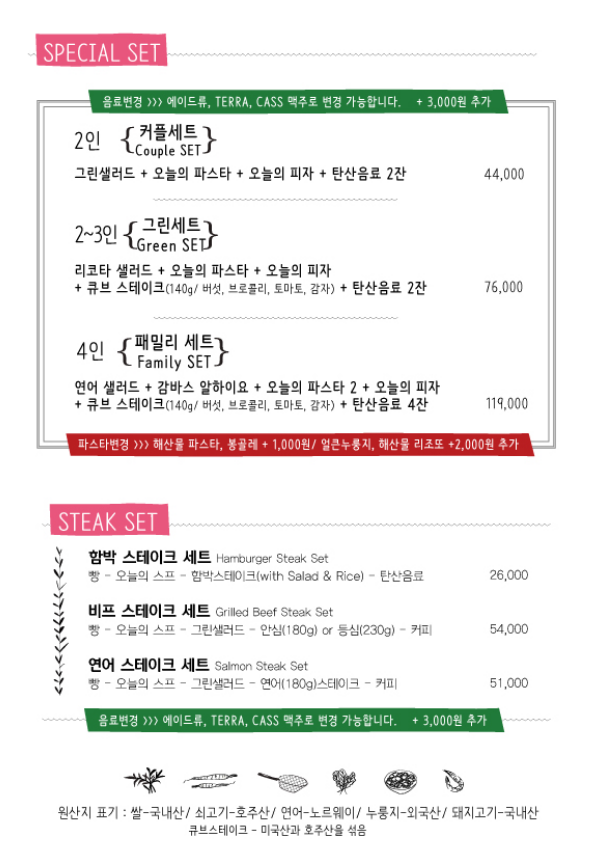 SPECIAL SET
음료변경 >>> 에이드류, TERRA, CASS 맥주로 변경 가능합니다. + 3,000원 추가
2인 {커플세트
Couple SET}
그린샐러드 + 오늘의 파스타 + 오늘의 피자 + 탄산음료 2잔 44,000
2~3인 {그린세트
Green SET}
리코타 샐러드 + 오늘의 파스타 + 오늘의 피자
+ 큐브 스테이크(140g/ 버섯, 브로콜리, 토마토, 감자) + 탄산음료 2잔 76,000
4인 {패밀리 세트
Family SET}
연어 샐러드 + 감바스 알하이요 + 오늘의 파스타 2 + 오늘의 피자
+ 큐브 스테이크(140g/ 버섯, 브로콜리, 토마토, 감자) + 탄산음료 4잔 119,000
파스타변경 >>> 해산물 파스타, 봉골레 + 1,000원/ 얼큰누룽지, 해산물 리조또 +2,000원 추가
STEAK SET
함박 스테이크 세트 Hamburger Steak Set
빵 - 오늘의 스프 - 함박스테이크(with Salad & Rice) - 탄산음료 26,000
비프 스테이크 세트 Grilled Beef Steak Set
빵 - 오늘의 스프 - 그린샐러드 - 안심(180g) or 등심(230g) - 커피 54,000
연어 스테이크 세트 Salmon Steak Set
빵 - 오늘의 스프 - 그린샐러드 - 연어(180g)스테이크 - 커피 51,000
음료변경 >>> 에이드류, TERRA, CASS 맥주로 변경 가능합니다. + 3,000원 추가
원산지 표기 : 쌀-국내산/ 쇠고기-호주산/ 연어-노르웨이/ 누룽지-외국산/ 돼지고기-국내산
큐브스테이크 - 미국산과 호주산을 섞음